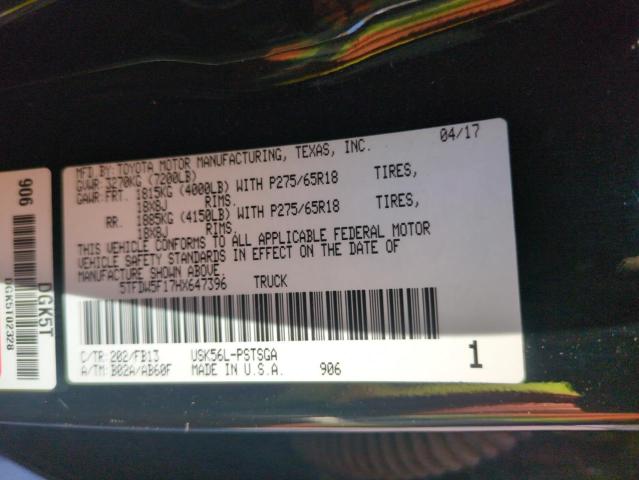 MFD. BY: TOYOTA MOTOR MANUFACTURING, TEXAS, INC. 04/17
GVWR 3270KG (7200LB)
GAWR: FRT. 1815KG (4000LB) WITH P275/65R18 TIRES,
18X8J RIMS.
RR. 1885KG (4150LB) WITH P275/65R18 TIRES,
18X8J RIMS.
THIS VEHICLE CONFORMS TO ALL APPLICABLE FEDERAL MOTOR
VEHICLE SAFETY STANDARDS IN EFFECT ON THE DATE OF
MANUFACTURE SHOWN ABOVE.
5TFDW5F17HX647396 TRUCK
C/TR: 202/FB13 USK56L-PSTSGA
A/TM: B02A/AB60F MADE IN U.S.A. 906 1
906
DGK5T
DGK5T02328